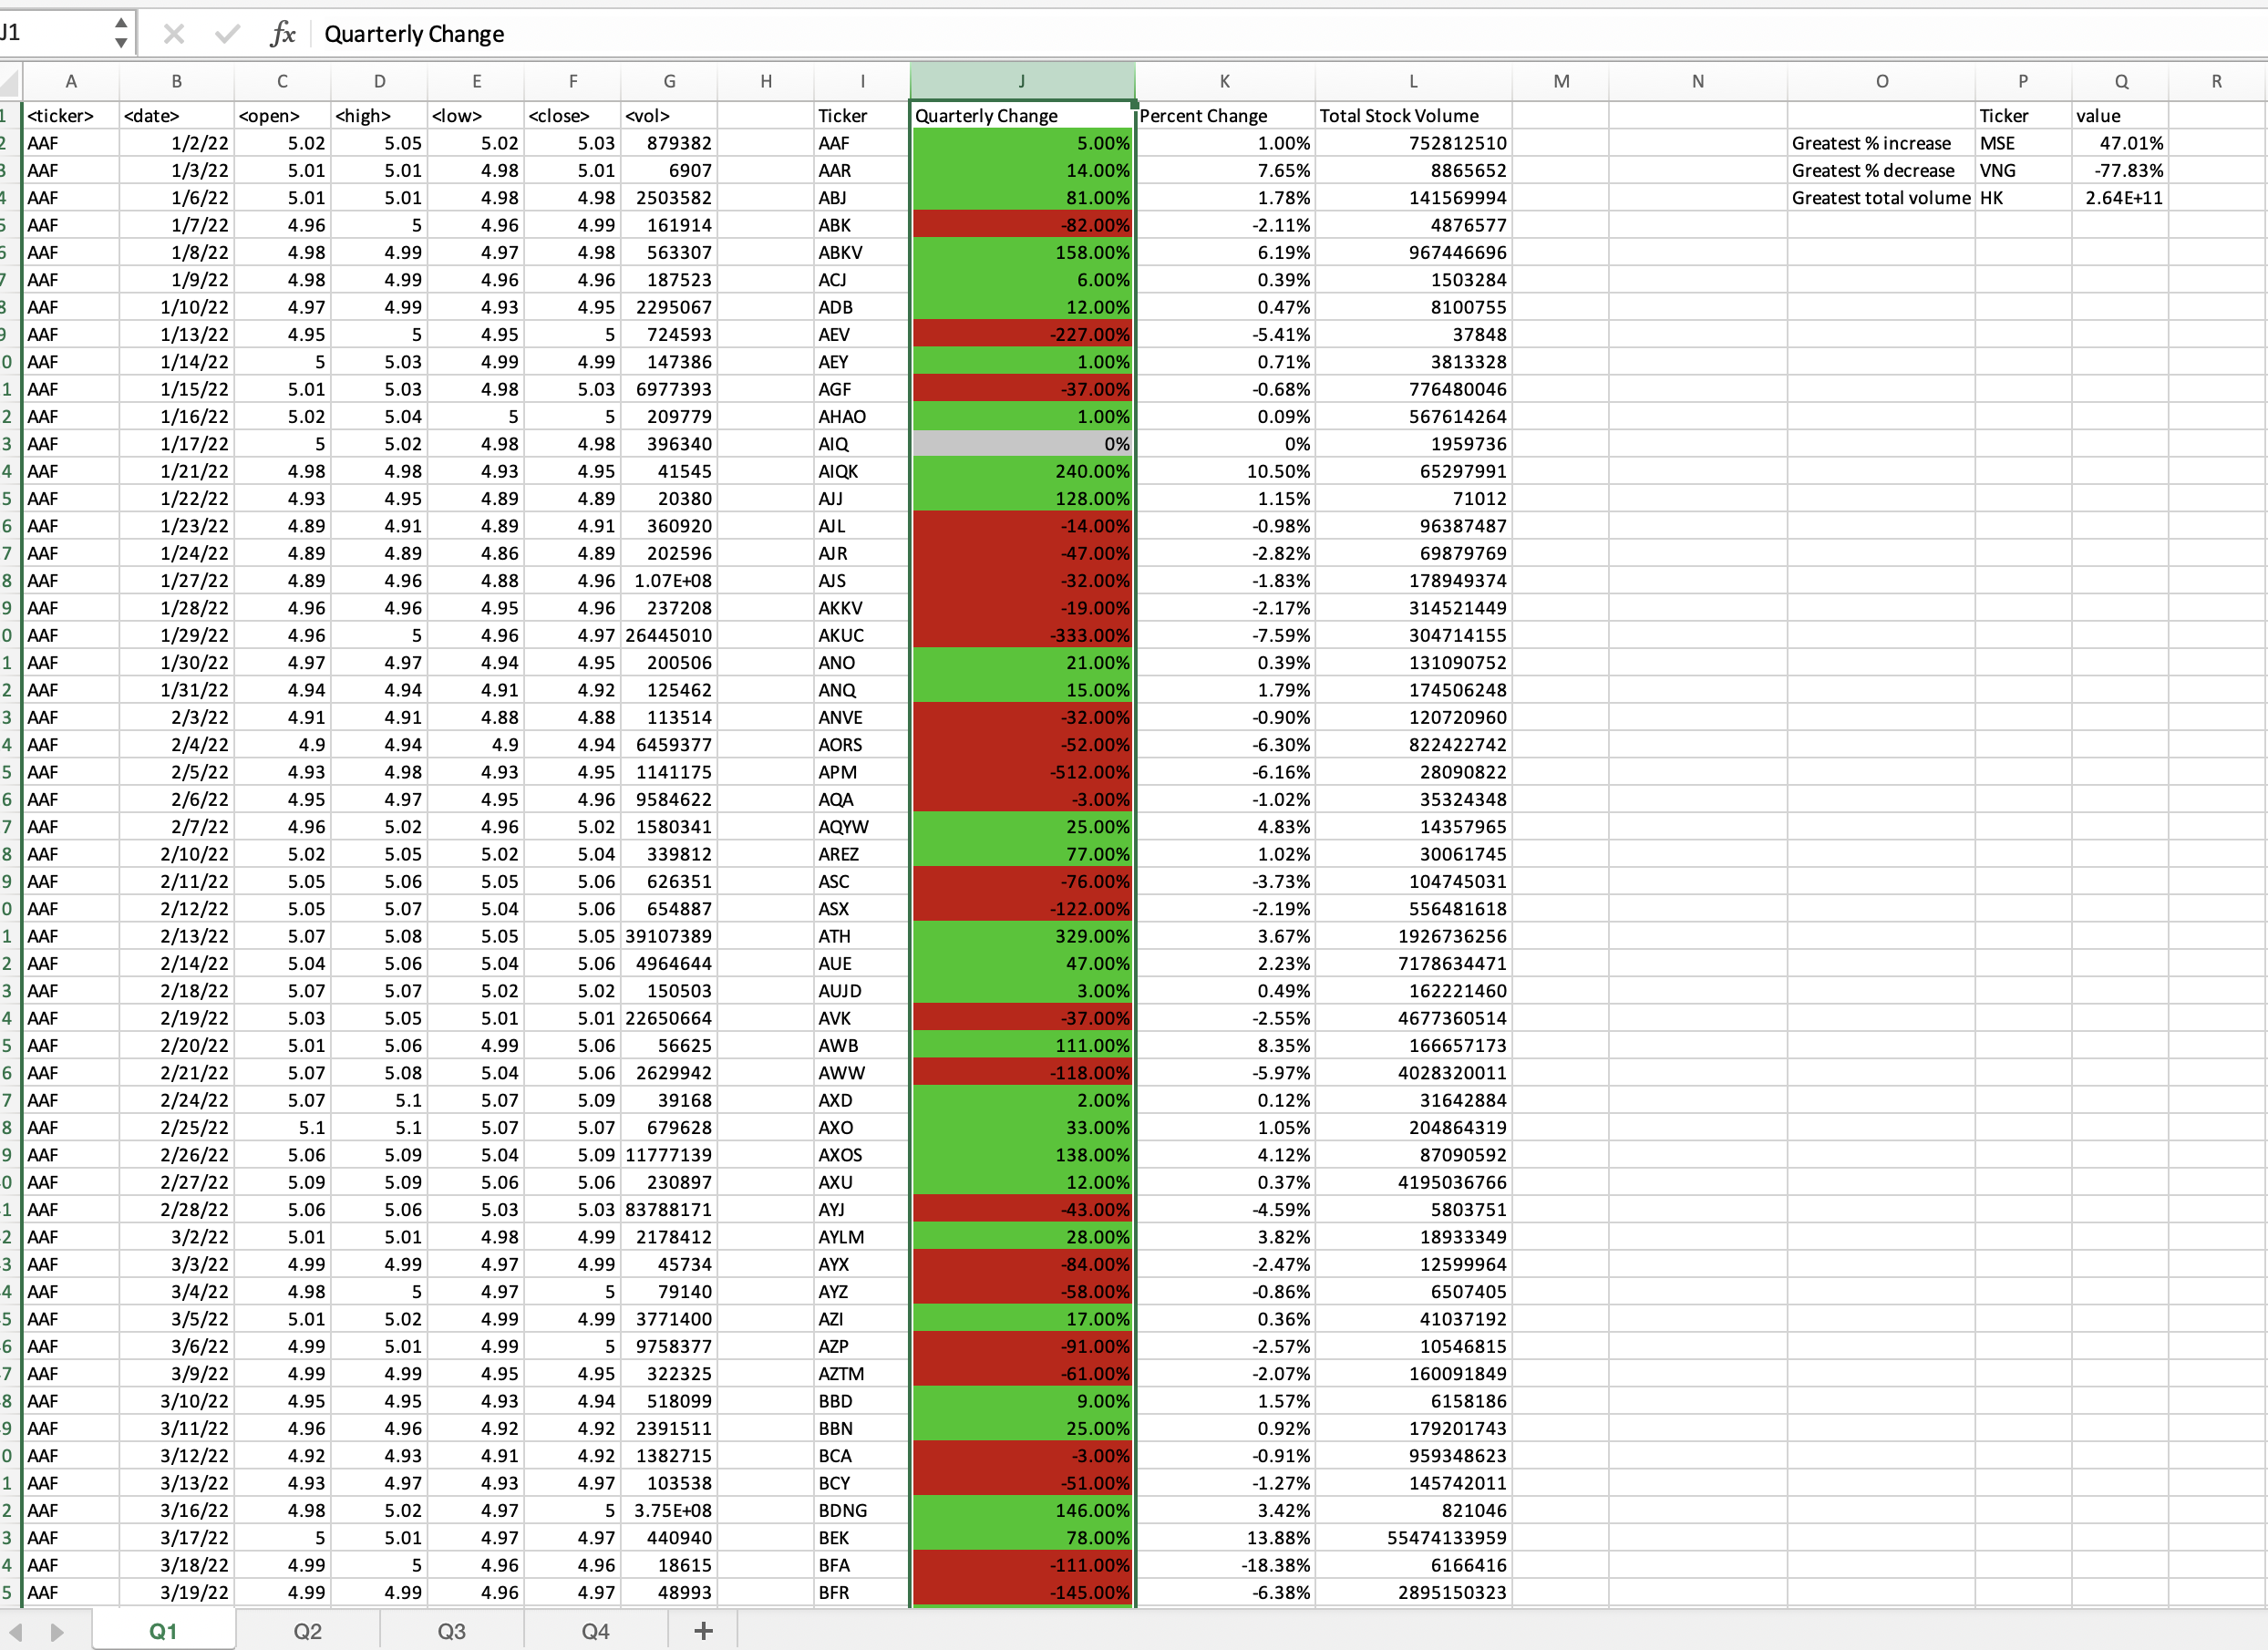 J1 fx Quarterly Change
A B C D E F G H I J K L M N O P Q R
1 <ticker> <date> <open> <high> <low> <close> <vol> Ticker Quarterly Change Percent Change Total Stock Volume Ticker value
2 AAF 1/2/22 5.02 5.05 5.02 5.03 879382 AAF 5.00% 1.00% 752812510 Greatest % increase MSE 47.01%
3 AAF 1/3/22 5.01 5.01 4.98 5.01 6907 AAR 14.00% 7.65% 8865652 Greatest % decrease VNG -77.83%
4 AAF 1/6/22 5.01 5.01 4.98 4.98 2503582 ABJ 81.00% 1.78% 141569994 Greatest total volume HK 2.64E+11
5 AAF 1/7/22 4.96 5 4.96 4.99 161914 ABK -82.00% -2.11% 4876577
6 AAF 1/8/22 4.98 4.99 4.97 4.98 563307 ABKV 158.00% 6.19% 967446696
7 AAF 1/9/22 4.98 4.99 4.96 4.96 187523 ACJ 6.00% 0.39% 1503284
8 AAF 1/10/22 4.97 4.99 4.93 4.95 2295067 ADB 12.00% 0.47% 8100755
9 AAF 1/13/22 4.95 5 4.95 5 724593 AEV -227.00% -5.41% 37848
0 AAF 1/14/22 5 5.03 4.99 4.99 147386 AEY 1.00% 0.71% 3813328
1 AAF 1/15/22 5.01 5.03 4.98 5.03 6977393 AGF -37.00% -0.68% 776480046
2 AAF 1/16/22 5.02 5.04 5 5 209779 AHAO 1.00% 0.09% 567614264
3 AAF 1/17/22 5 5.02 4.98 4.98 396340 AIQ 0% 0% 1959736
4 AAF 1/21/22 4.98 4.98 4.93 4.95 41545 AIQK 240.00% 10.50% 65297991
5 AAF 1/22/22 4.93 4.95 4.89 4.89 20380 AJJ 128.00% 1.15% 71012
6 AAF 1/23/22 4.89 4.91 4.89 4.91 360920 AJL -14.00% -0.98% 96387487
7 AAF 1/24/22 4.89 4.89 4.86 4.89 202596 AJR -47.00% -2.82% 69879769
8 AAF 1/27/22 4.89 4.96 4.88 4.96 1.07E+08 AJS -32.00% -1.83% 178949374
9 AAF 1/28/22 4.96 4.96 4.95 4.96 237208 AKKV -19.00% -2.17% 314521449
0 AAF 1/29/22 4.96 5 4.96 4.97 26445010 AKUC -333.00% -7.59% 304714155
1 AAF 1/30/22 4.97 4.97 4.94 4.95 200506 ANO 21.00% 0.39% 131090752
2 AAF 1/31/22 4.94 4.94 4.91 4.92 125462 ANQ 15.00% 1.79% 174506248
3 AAF 2/3/22 4.91 4.91 4.88 4.88 113514 ANVE -32.00% -0.90% 120720960
4 AAF 2/4/22 4.9 4.94 4.9 4.94 6459377 AORS -52.00% -6.30% 822422742
5 AAF 2/5/22 4.93 4.98 4.93 4.95 1141175 APM -512.00% -6.16% 28090822
6 AAF 2/6/22 4.95 4.97 4.95 4.96 9584622 AQA -3.00% -1.02% 35324348
7 AAF 2/7/22 4.96 5.02 4.96 5.02 1580341 AQYW 25.00% 4.83% 14357965
8 AAF 2/10/22 5.02 5.05 5.02 5.04 339812 AREZ 77.00% 1.02% 30061745
9 AAF 2/11/22 5.05 5.06 5.05 5.06 626351 ASC -76.00% -3.73% 104745031
0 AAF 2/12/22 5.05 5.07 5.04 5.06 654887 ASX -122.00% -2.19% 556481618
1 AAF 2/13/22 5.07 5.08 5.05 5.05 39107389 ATH 329.00% 3.67% 1926736256
2 AAF 2/14/22 5.04 5.06 5.04 5.06 4964644 AUE 47.00% 2.23% 7178634471
3 AAF 2/18/22 5.07 5.07 5.02 5.02 150503 AUJD 3.00% 0.49% 162221460
4 AAF 2/19/22 5.03 5.05 5.01 5.01 22650664 AVK -37.00% -2.55% 4677360514
5 AAF 2/20/22 5.01 5.06 4.99 5.06 56625 AWB 111.00% 8.35% 166657173
6 AAF 2/21/22 5.07 5.08 5.04 5.06 2629942 AWW -118.00% -5.97% 4028320011
7 AAF 2/24/22 5.07 5.1 5.07 5.09 39168 AXD 2.00% 0.12% 31642884
8 AAF 2/25/22 5.1 5.1 5.07 5.07 679628 AXO 33.00% 1.05% 204864319
9 AAF 2/26/22 5.06 5.09 5.04 5.09 11777139 AXOS 138.00% 4.12% 87090592
0 AAF 2/27/22 5.09 5.09 5.06 5.06 230897 AXU 12.00% 0.37% 4195036766
1 AAF 2/28/22 5.06 5.06 5.03 5.03 83788171 AYJ -43.00% -4.59% 5803751
2 AAF 3/2/22 5.01 5.01 4.98 4.99 2178412 AYLM 28.00% 3.82% 18933349
3 AAF 3/3/22 4.99 4.99 4.97 4.99 45734 AYX -84.00% -2.47% 12599964
4 AAF 3/4/22 4.98 5 4.97 5 79140 AYZ -58.00% -0.86% 6507405
5 AAF 3/5/22 5.01 5.02 4.99 4.99 3771400 AZI 17.00% 0.36% 41037192
6 AAF 3/6/22 4.99 5.01 4.99 5 9758377 AZP -91.00% -2.57% 10546815
7 AAF 3/9/22 4.99 4.99 4.95 4.95 322325 AZTM -61.00% -2.07% 160091849
8 AAF 3/10/22 4.95 4.95 4.93 4.94 518099 BBD 9.00% 1.57% 6158186
9 AAF 3/11/22 4.96 4.96 4.92 4.92 2391511 BBN 25.00% 0.92% 179201743
0 AAF 3/12/22 4.92 4.93 4.91 4.92 1382715 BCA -3.00% -0.91% 959348623
1 AAF 3/13/22 4.93 4.97 4.93 4.97 103538 BCY -51.00% -1.27% 145742011
2 AAF 3/16/22 4.98 5.02 4.97 5 3.75E+08 BDNG 146.00% 3.42% 821046
3 AAF 3/17/22 5 5.01 4.97 4.97 440940 BEK 78.00% 13.88% 55474133959
4 AAF 3/18/22 4.99 5 4.96 4.96 18615 BFA -111.00% -18.38% 6166416
5 AAF 3/19/22 4.99 4.99 4.96 4.97 48993 BFR -145.00% -6.38% 2895150323
Q1 Q2 Q3 Q4 +